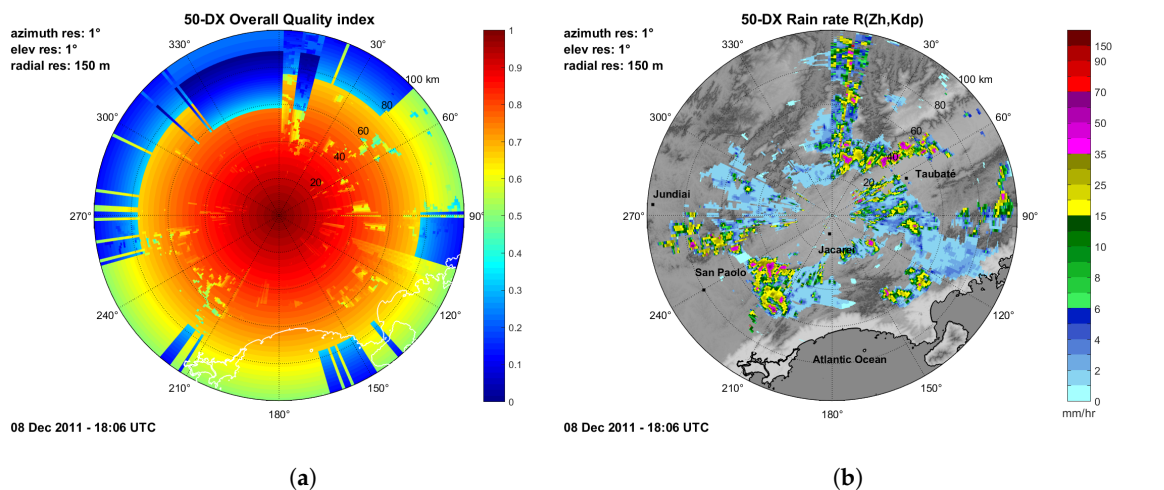 50-DX Overall Quality index
azimuth res: 1°
elev res: 1°
radial res: 150 m
330°
30°
100 km
80
60
40
20
300°
60°
270°
90°
240°
120°
210°
150°
180°
1
0.9
0.8
0.7
0.6
0.5
0.4
0.3
0.2
0.1
0
08 Dec 2011 - 18:06 UTC
(a)
50-DX Rain rate R(Zh,Kdp)
azimuth res: 1°
elev res: 1°
radial res: 150 m
330°
30°
100 km
80
60
40
20
300°
60°
Taubaté
Jundiai
270°
90°
Jacareí
San Paolo
240°
120°
Atlantic Ocean
210°
150°
180°
150
90
70
50
35
25
15
10
8
6
4
2
0
mm/hr
08 Dec 2011 - 18:06 UTC
(b)